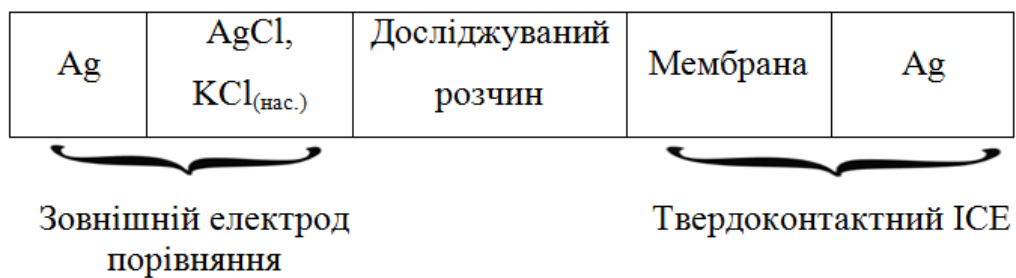 Ag
AgCl,
KCl(нас.)
Досліджуваний
розчин
Мембрана
Ag
Зовнішній електрод
порівняння
Твердоконтактний ІСЕ